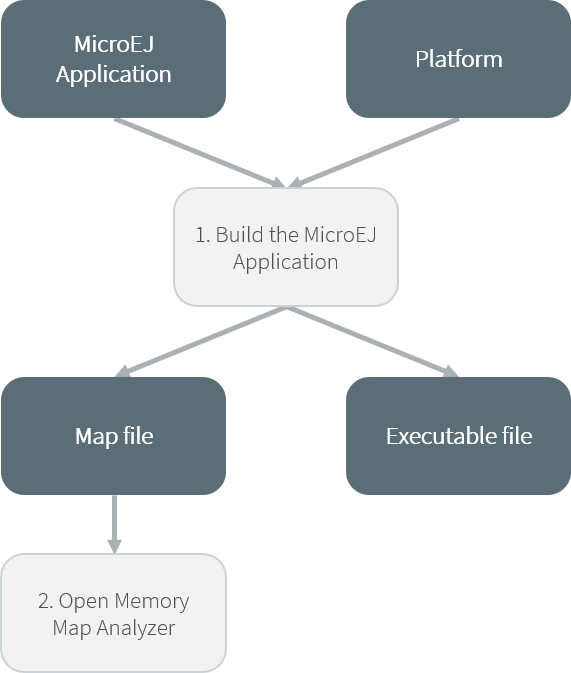 MicroEJ
Application
Platform
1. Build the MicroEJ
Application
Map file
Executable file
2. Open Memory
Map Analyzer